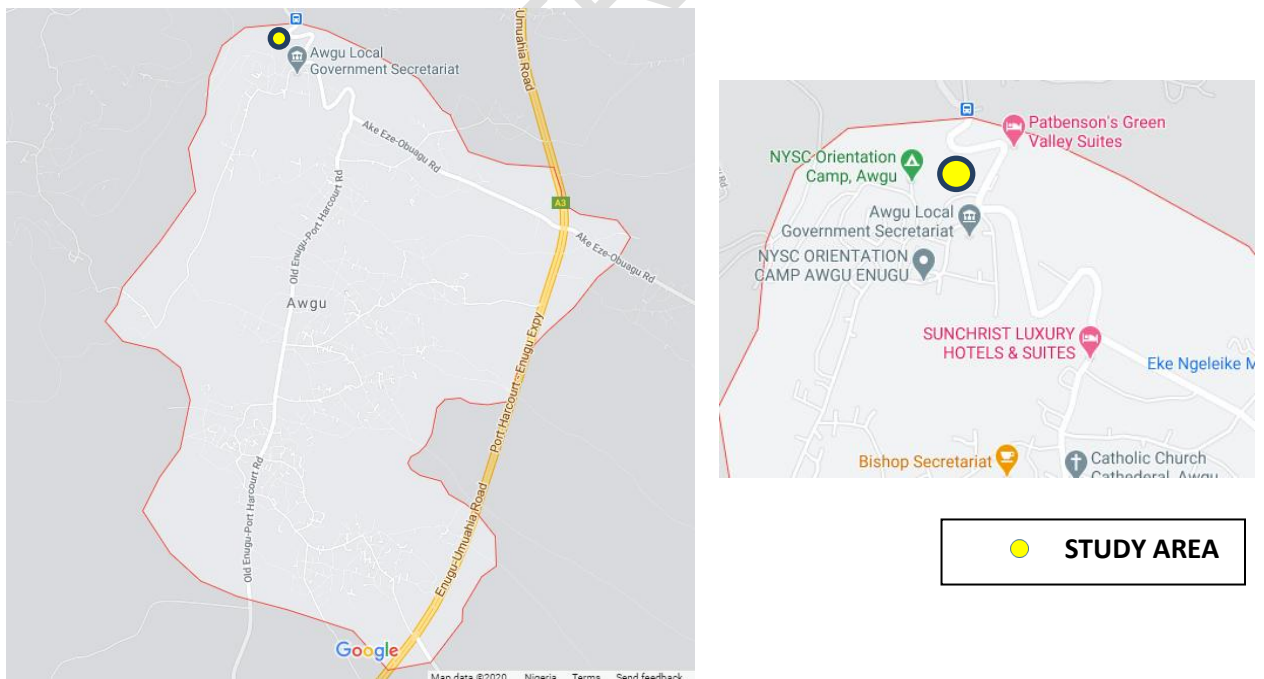 Umuahia Road
Awgu Local
Government Secretariat
Ake Eze-Obuagu Rd
A3
Old Enugu-Port Harcourt Rd
Ake Eze-Obuagu Rd
Awgu
Port Harcourt - Enugu Expy
Old Enugu-Port Harcourt Rd
Enugu-Umuahia Road
Google
Map data ©2020 Nigeria Terms Send feedback
Patbenson's Green
Valley Suites
NYSC Orientation
Camp, Awgu
Awgu Local
Government Secretariat
NYSC ORIENTATION
CAMP AWGU ENUGU
SUNCHRIST LUXURY
HOTELS & SUITES
Eke Ngeleike M
Bishop Secretariat
Catholic Church
Cathederal, Awgu
STUDY AREA